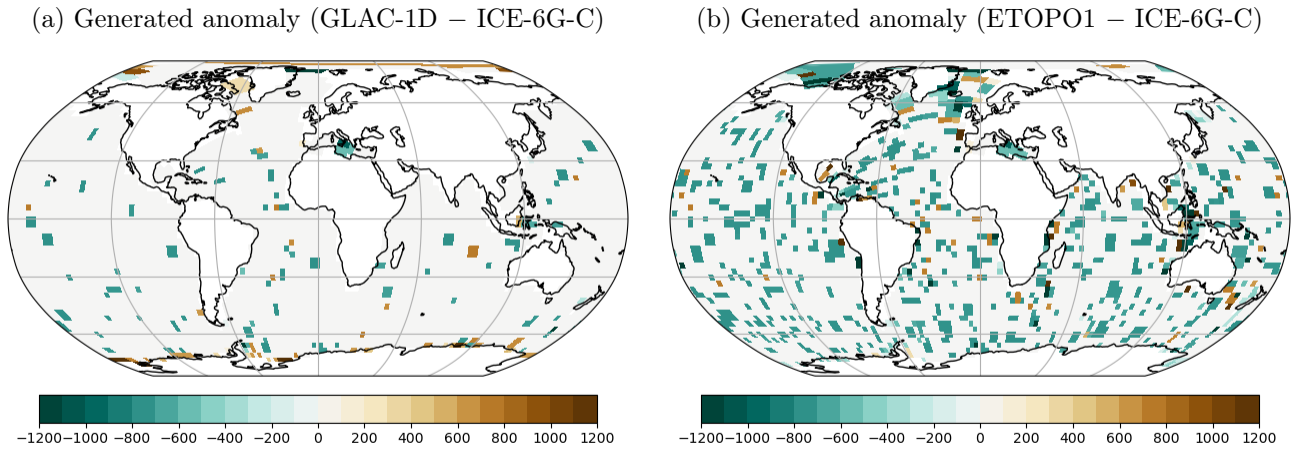 (a) Generated anomaly (GLAC-1D − ICE-6G-C)
(b) Generated anomaly (ETOPO1 − ICE-6G-C)
−1200 −1000 −800 −600 −400 −200 0 200 400 600 800 1000 1200
−1200 −1000 −800 −600 −400 −200 0 200 400 600 800 1000 1200